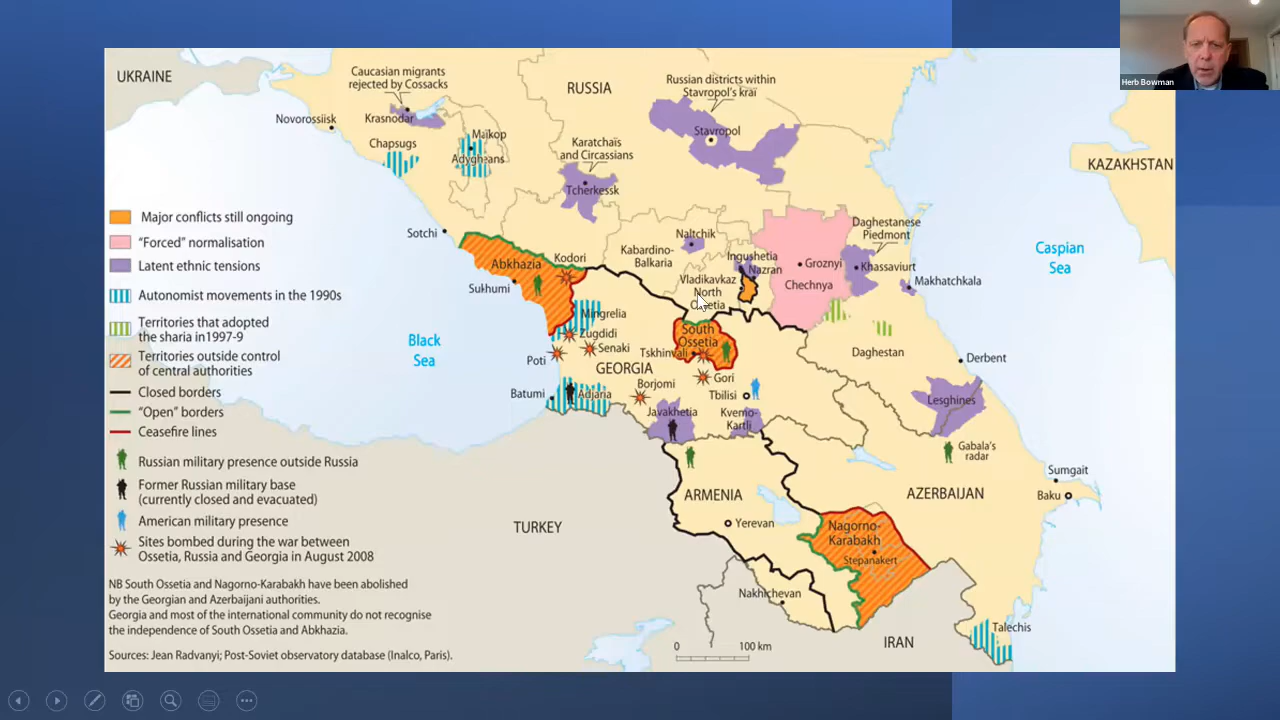 Herb Bowman
UKRAINE
Caucasian migrants
rejected by Cossacks
RUSSIA
Russian districts within
Stavropol's kraï
Novorossiisk
Krasnodar
Maïkop
Stavropol
Chapsugs
Adygheans
Karatchaïs
and Circassians
KAZAKHSTAN
Tcherkessk
Major conflicts still ongoing
"Forced" normalisation
Latent ethnic tensions
Autonomist movements in the 1990s
Territories that adopted
the sharia in1997-9
Territories outside control
of central authorities
Closed borders
"Open" borders
Ceasefire lines
Russian military presence outside Russia
Former Russian military base
(currently closed and evacuated)
American military presence
Sites bombed during the war between
Ossetia, Russia and Georgia in August 2008
NB South Ossetia and Nagorno-Karabakh have been abolished
by the Georgian and Azerbaijani authorities.
Georgia and most of the international community do not recognise
the independence of South Ossetia and Abkhazia.
Sources: Jean Radvanyi; Post-Soviet observatory database (Inalco, Paris).
Sotchi
Naltchik
Daghestanese
Piedmont
Kabardino-
Balkaria
Abkhazia
Kodori
Ingushetia
Nazran
Groznyi
Khassaviurt
Caspian
Sea
Sukhumi
Vladikavkaz
North
Ossetia
Chechnya
Makhatchkala
Mingrelia
Black
Sea
Zugdidi
Senaki
South
Ossetia
Tskhinvali
Daghestan
Poti
GEORGIA
Derbent
Batumi
Adjaria
Borjomi
Gori
Tbilisi
Javakhetia
Kvemo-
Kartli
Lesghines
Gabala's
radar
Sumgait
ARMENIA
AZERBAIJAN
Baku
TURKEY
Yerevan
Nagorno-
Karabakh
Stepanakert
Nakhichevan
Talechis
IRAN
0 100 km